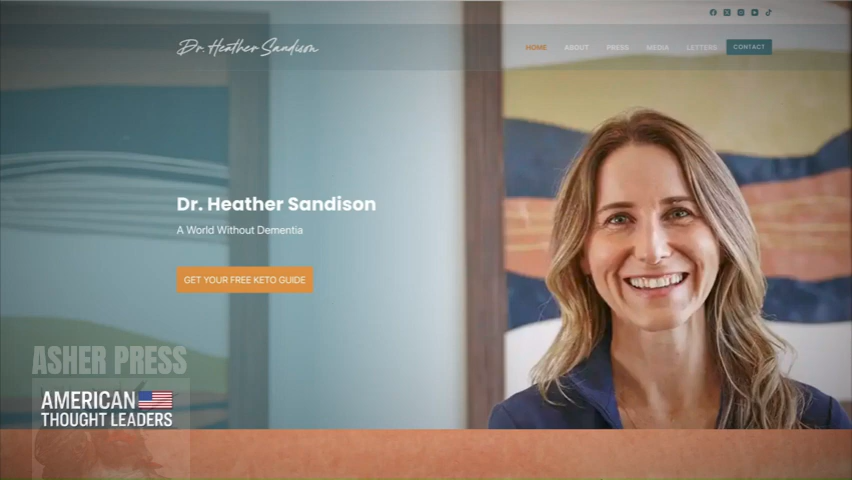 Dr. Heather Sandison
HOME ABOUT PRESS MEDIA LETTERS CONTACT
Dr. Heather Sandison
A World Without Dementia
GET YOUR FREE KETO GUIDE
ASHER PRESS
AMERICAN
THOUGHT LEADERS